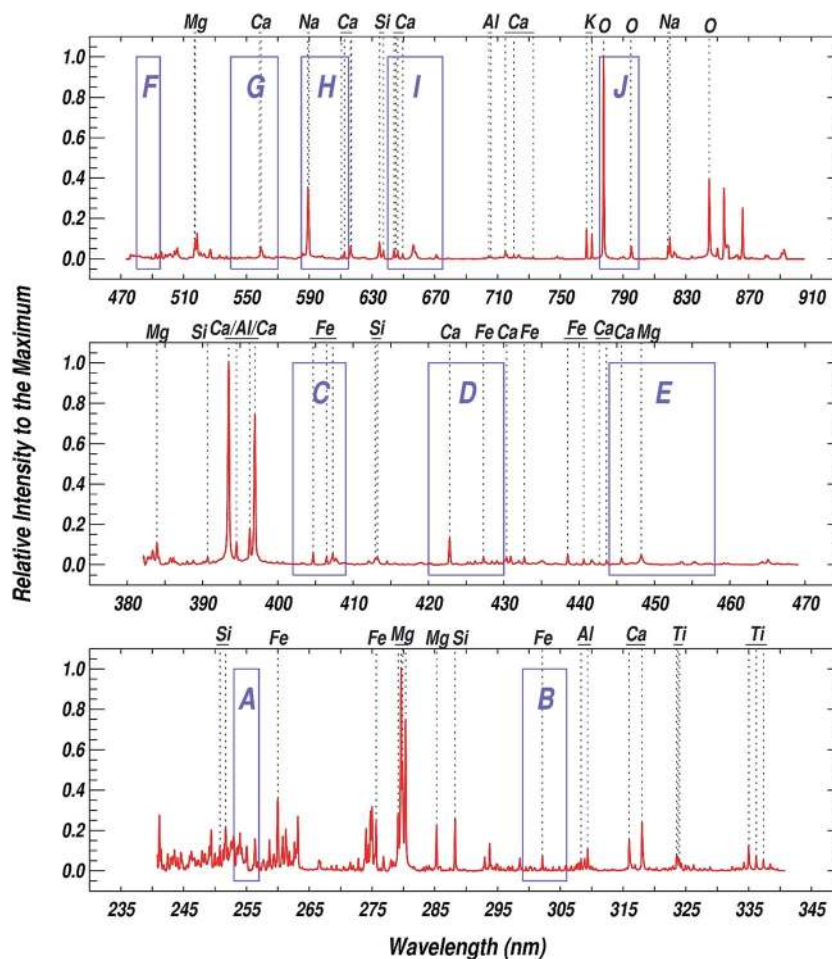 Mg Ca Na Ca Si Ca Al Ca K O O Na O
1.0
0.8
0.6
0.4
0.2
0.0
F G H I J
470 510 550 590 630 670 710 750 790 830 870 910
Mg Si Ca/Al/Ca Fe Si Ca Fe Ca Fe Fe Ca Ca Mg
1.0
0.8
0.6
0.4
0.2
0.0
C D E
380 390 400 410 420 430 440 450 460 470
Relative Intensity to the Maximum
Si Fe Fe Mg Mg Si Fe Al Ca Ti Ti
1.0
0.8
0.6
0.4
0.2
0.0
A B
235 245 255 265 275 285 295 305 315 325 335 345
Wavelength (nm)